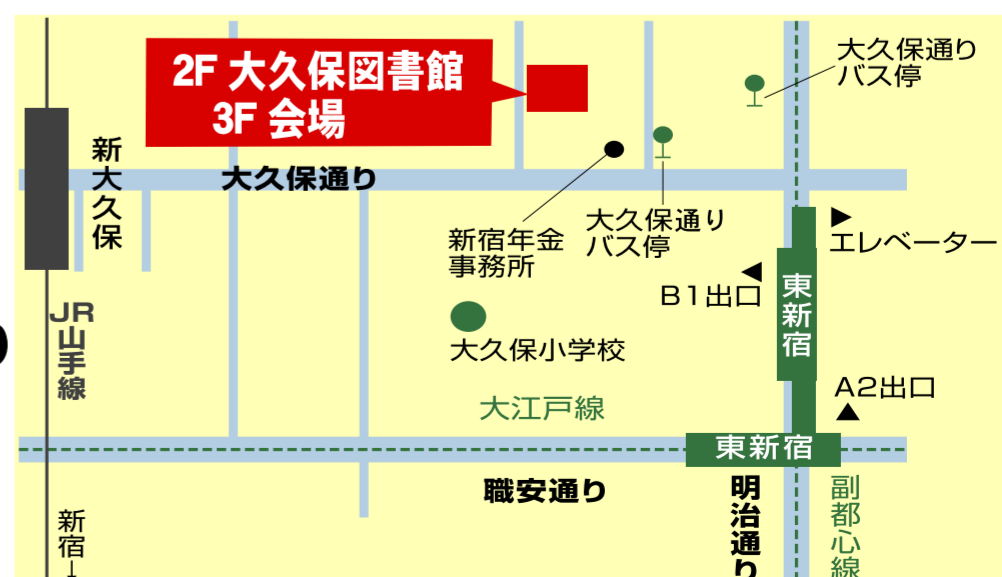 2F 大久保図書館
3F 会場
大久保通り
バス停
新大久保
大久保通り
新宿年金
事務所
大久保通り
バス停
エレベーター
B1出口
東新宿
JR山手線
大久保小学校
A2出口
大江戸線
東新宿
職安通り
明治通り
副都心線
新宿↓